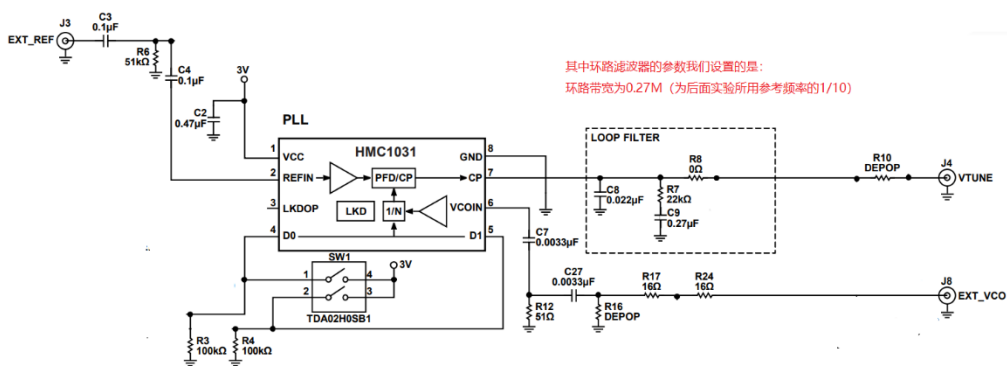 J3
EXT_REF
C3
0.1µF
R6
51kΩ
C4
0.1µF
3V
C2
0.47µF
PLL
HMC1031
1
VCC
2
REFIN
3
LKDOP
4
D0
8
GND
7
CP
6
VCOIN
5
D1
PFD/CP
LKD
1/N
SW1
1
2
4
3
3V
TDA02H0SB1
R3
100kΩ
R4
100kΩ
其中环路滤波器的参数我们设置的是：
环路带宽为0.27M（为后面实验所用参考频率的1/10）
LOOP FILTER
R8
0Ω
C8
0.022µF
R7
22kΩ
C9
0.27µF
R10
DEPOP
J4
VTUNE
C7
0.0033µF
C27
0.0033µF
R12
51Ω
R16
DEPOP
R17
16Ω
R24
16Ω
J8
EXT_VCO